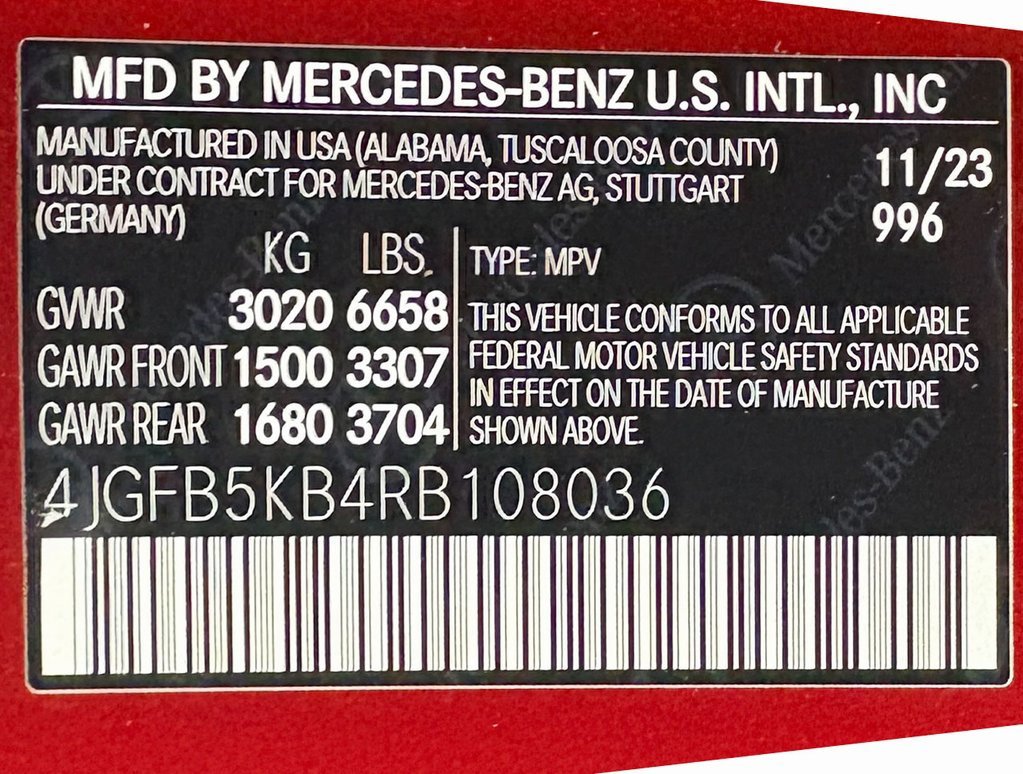 MFD BY MERCEDES-BENZ U.S. INTL., INC
MANUFACTURED IN USA (ALABAMA, TUSCALOOSA COUNTY)
UNDER CONTRACT FOR MERCEDES-BENZ AG, STUTTGART
(GERMANY)
11/23
996
KG LBS.
GVWR 3020 6658
GAWR FRONT 1500 3307
GAWR REAR 1680 3704
TYPE: MPV
THIS VEHICLE CONFORMS TO ALL APPLICABLE
FEDERAL MOTOR VEHICLE SAFETY STANDARDS
IN EFFECT ON THE DATE OF MANUFACTURE
SHOWN ABOVE.
4JGFB5KB4RB108036